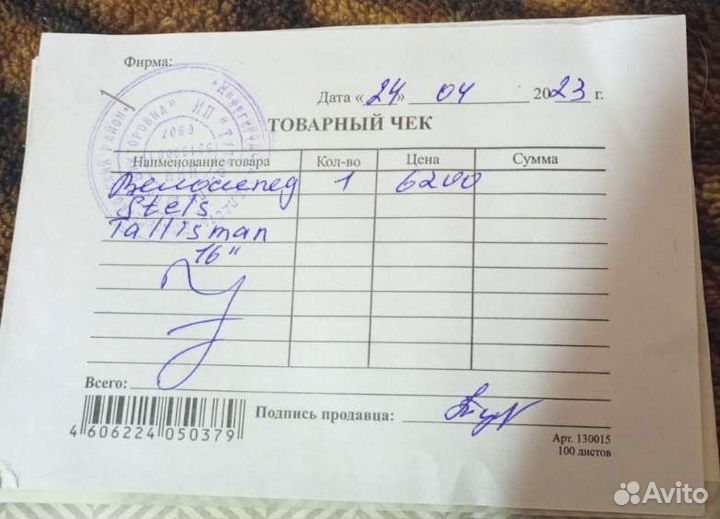 Фирма:
Дата «24» 04 2023 г.
ТОВАРНЫЙ ЧЕК
Наименование товара Кол-во Цена Сумма
Велосипед 1 6200
Stels
Tallisman
16"
Всего:
Подпись продавца:
4 606224 050379
Арт. 130015
100 листов
Avito